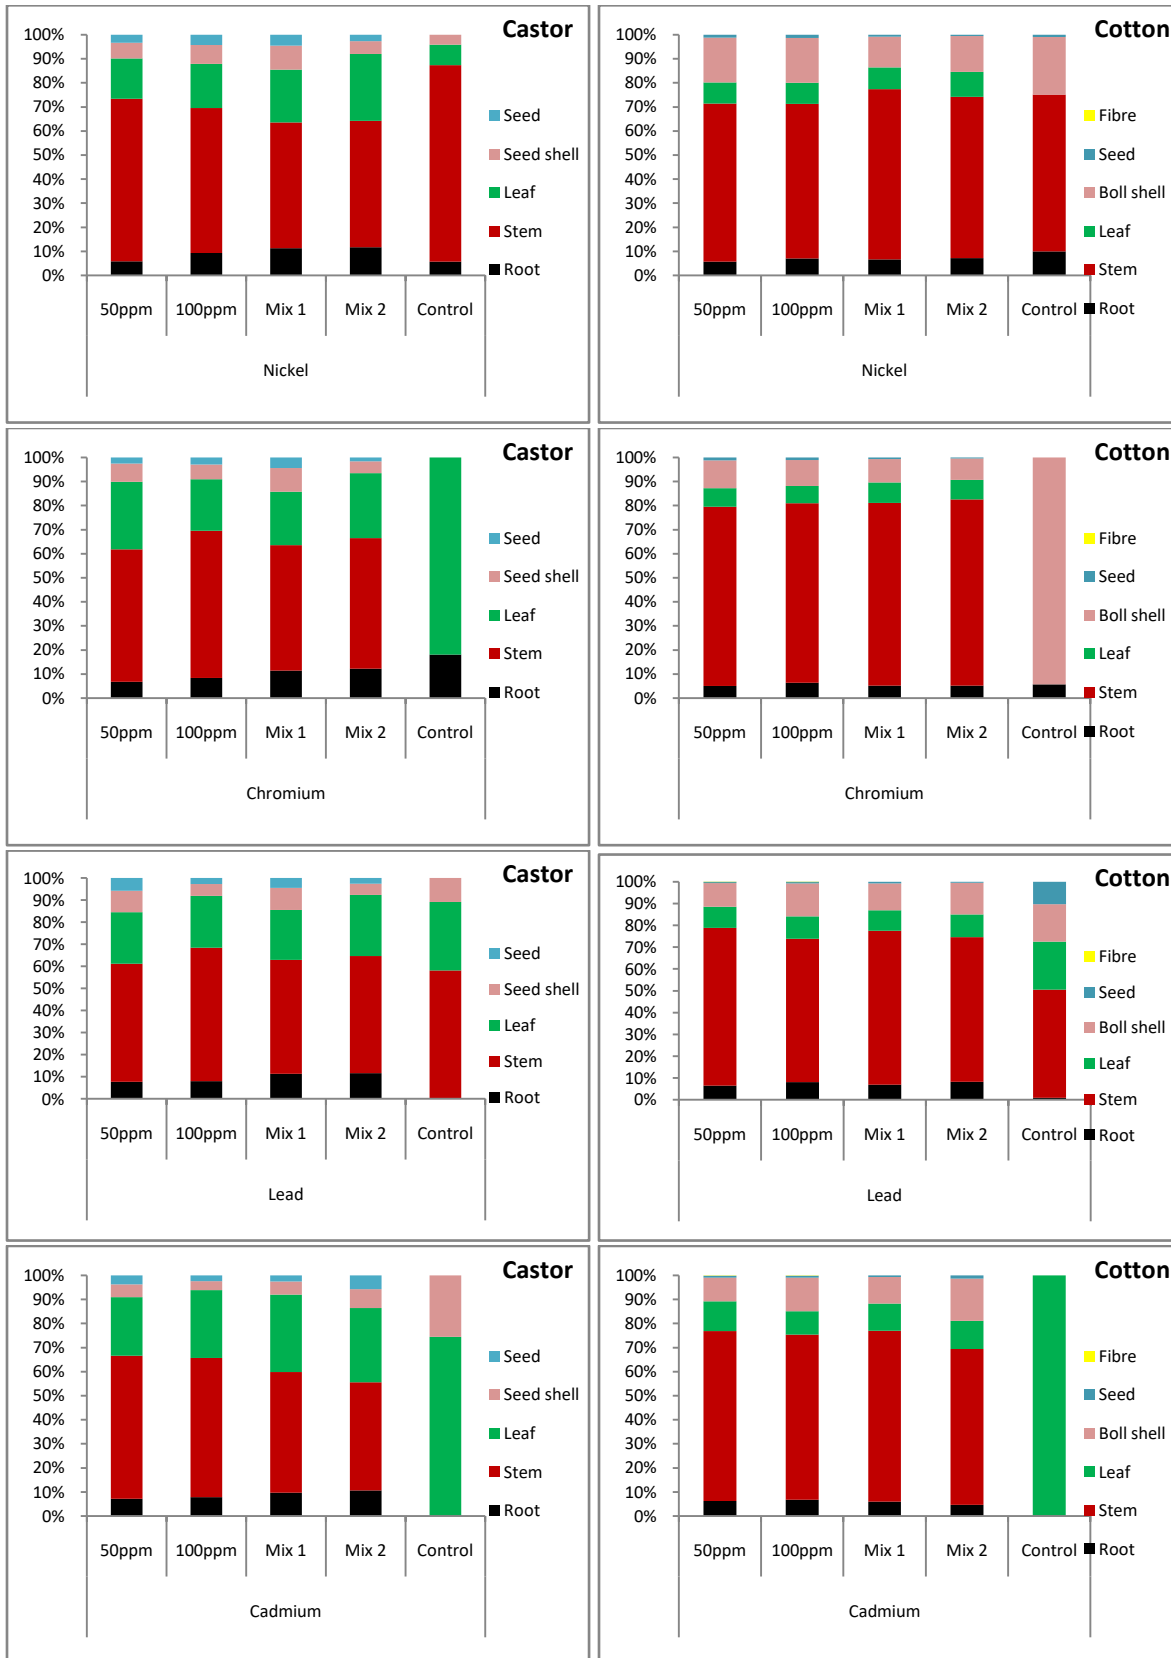 Castor
100%
90%
80%
70%
60%
50%
40%
30%
20%
10%
0%
Seed
Seed shell
Leaf
Stem
Root
50ppm 100ppm Mix 1 Mix 2 Control
Nickel
Cotton
100%
90%
80%
70%
60%
50%
40%
30%
20%
10%
0%
Fibre
Seed
Boll shell
Leaf
Stem
Root
50ppm 100ppm Mix 1 Mix 2 Control
Nickel
Castor
100%
90%
80%
70%
60%
50%
40%
30%
20%
10%
0%
Seed
Seed shell
Leaf
Stem
Root
50ppm 100ppm Mix 1 Mix 2 Control
Chromium
Cotton
100%
90%
80%
70%
60%
50%
40%
30%
20%
10%
0%
Fibre
Seed
Boll shell
Leaf
Stem
Root
50ppm 100ppm Mix 1 Mix 2 Control
Chromium
Castor
100%
90%
80%
70%
60%
50%
40%
30%
20%
10%
0%
Seed
Seed shell
Leaf
Stem
Root
50ppm 100ppm Mix 1 Mix 2 Control
Lead
Cotton
100%
90%
80%
70%
60%
50%
40%
30%
20%
10%
0%
Fibre
Seed
Boll shell
Leaf
Stem
Root
50ppm 100ppm Mix 1 Mix 2 Control
Lead
Castor
100%
90%
80%
70%
60%
50%
40%
30%
20%
10%
0%
Seed
Seed shell
Leaf
Stem
Root
50ppm 100ppm Mix 1 Mix 2 Control
Cadmium
Cotton
100%
90%
80%
70%
60%
50%
40%
30%
20%
10%
0%
Fibre
Seed
Boll shell
Leaf
Stem
Root
50ppm 100ppm Mix 1 Mix 2 Control
Cadmium